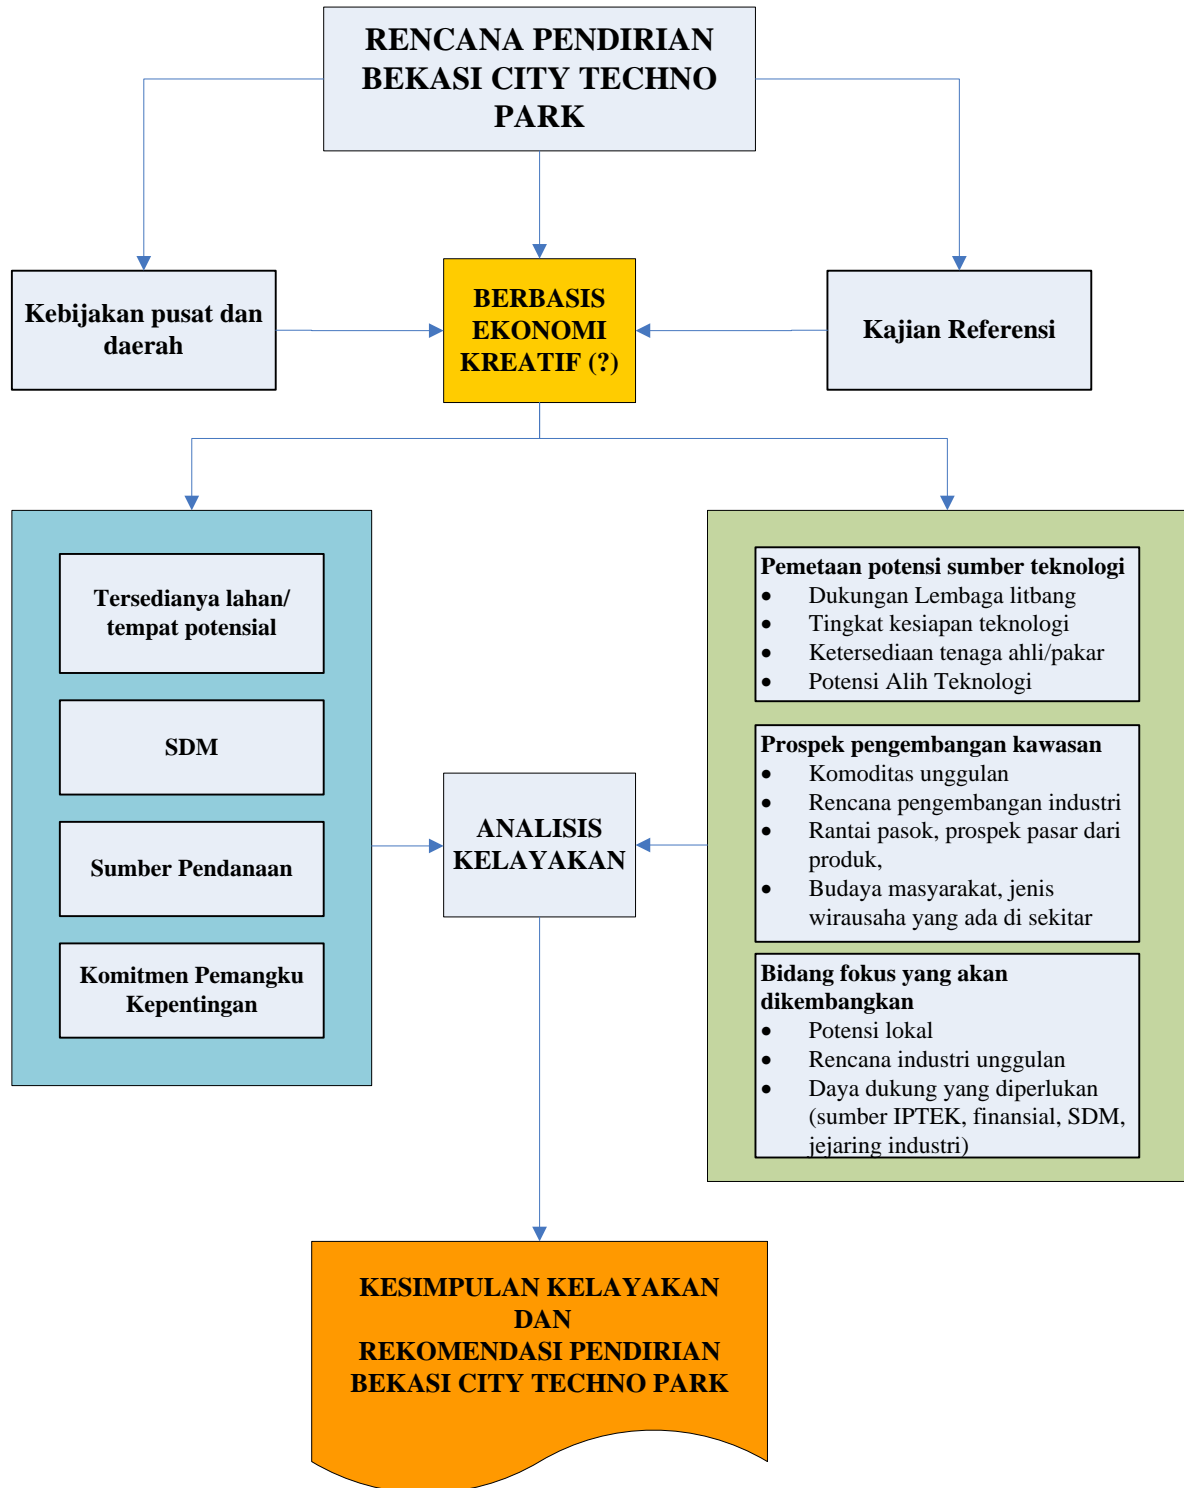 RENCANA PENDIRIAN
BEKASI CITY TECHNO
PARK
Kebijakan pusat dan
daerah
BERBASIS
EKONOMI
KREATIF (?)
Kajian Referensi
Tersedianya lahan/
tempat potensial
SDM
Sumber Pendanaan
Komitmen Pemangku
Kepentingan
ANALISIS
KELAYAKAN
Pemetaan potensi sumber teknologi
• Dukungan Lembaga litbang
• Tingkat kesiapan teknologi
• Ketersediaan tenaga ahli/pakar
• Potensi Alih Teknologi
Prospek pengembangan kawasan
• Komoditas unggulan
• Rencana pengembangan industri
• Rantai pasok, prospek pasar dari
produk,
• Budaya masyarakat, jenis
wirausaha yang ada di sekitar
Bidang fokus yang akan
dikembangkan
• Potensi lokal
• Rencana industri unggulan
• Daya dukung yang diperlukan
(sumber IPTEK, finansial, SDM,
jejaring industri)
KESIMPULAN KELAYAKAN
DAN
REKOMENDASI PENDIRIAN
BEKASI CITY TECHNO PARK